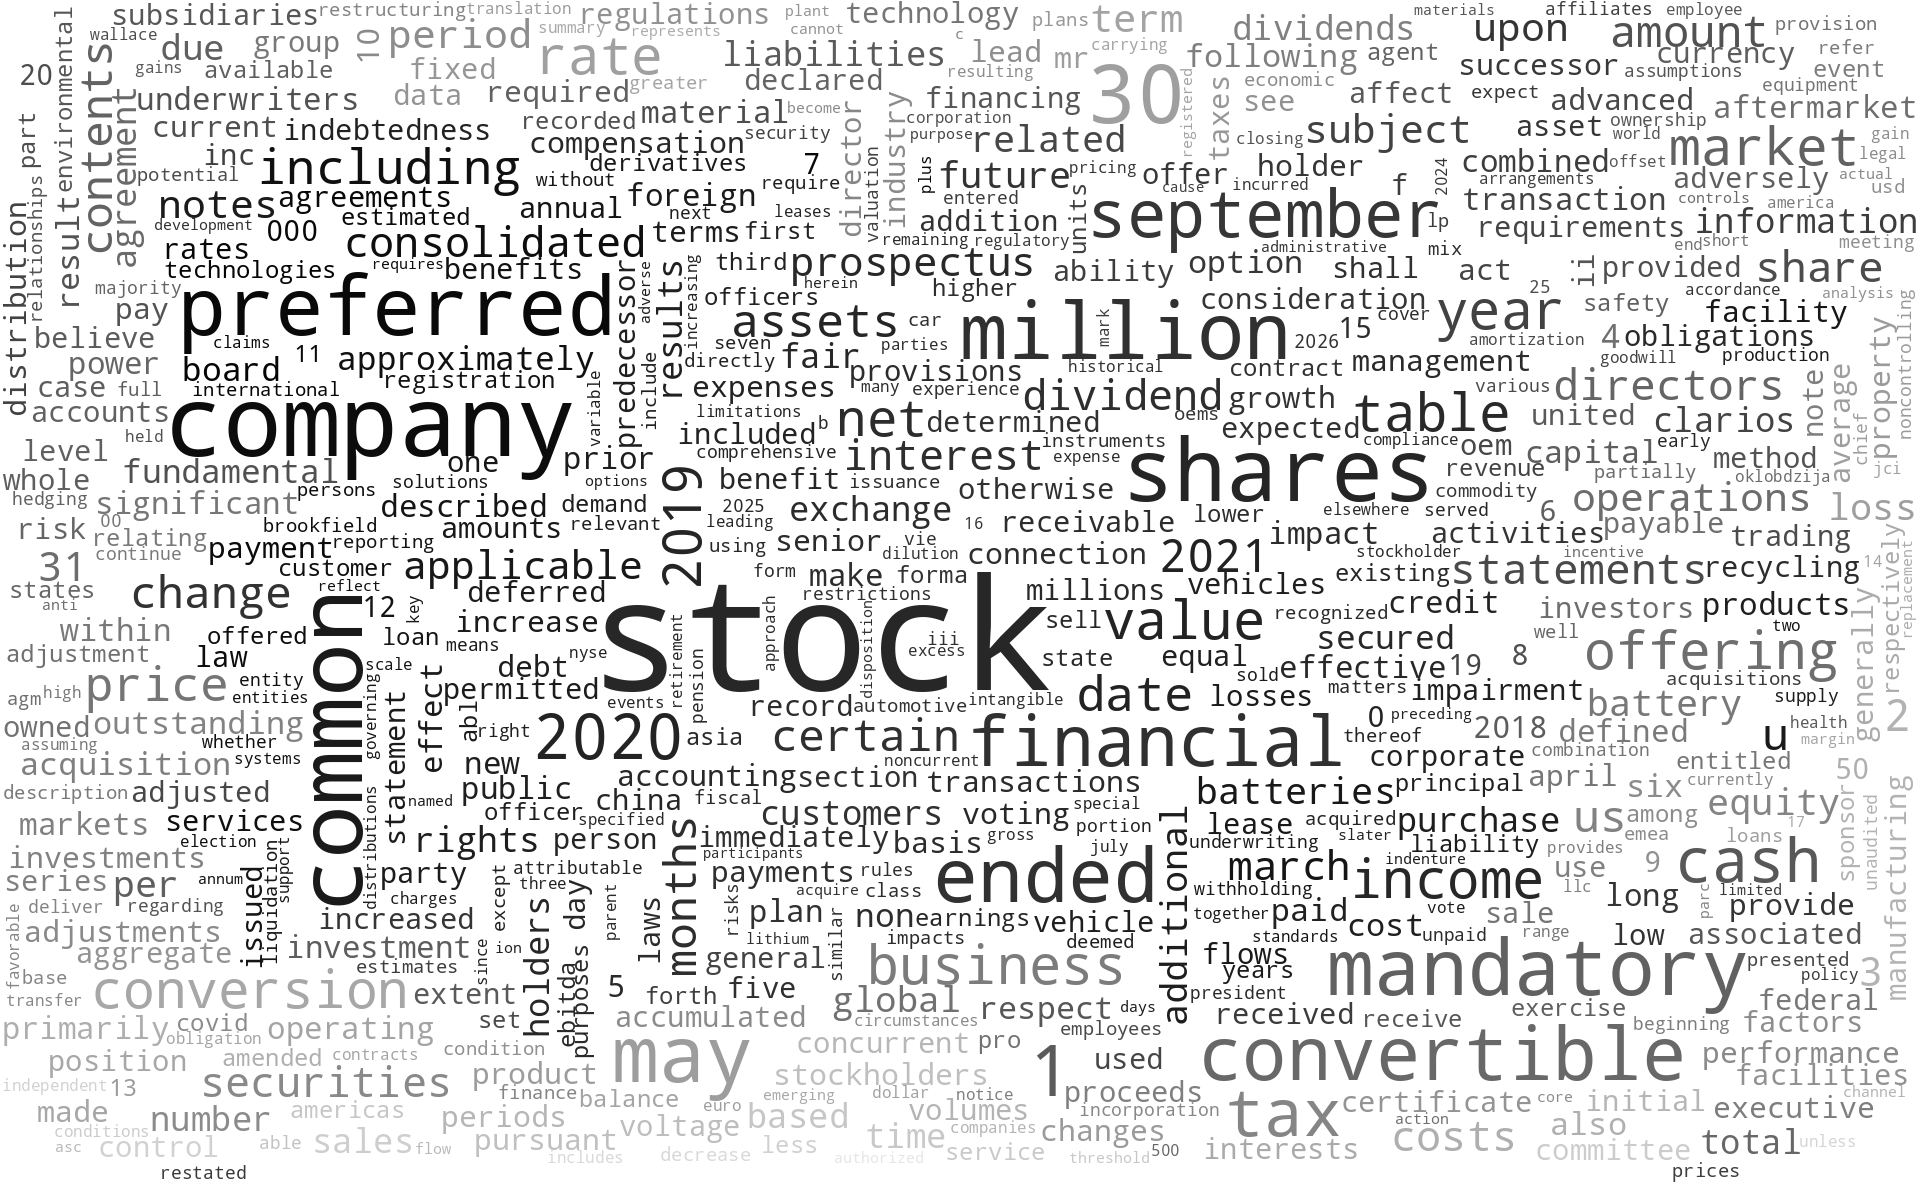 subsidiaries restructuring translation regulations plant technology plans term dividends materials affiliates employee
wallace due group 10 period summary represents cannot c lead mr carrying following agent upon amount provision
20 environmental contents gains available fixed rate liabilities resulting 30 registered economic successor assumptions currency refer event
underwriters data required greater declared financing taxes see affect expect advanced equipment aftermarket
part agreement current indebtedness recorded material become director industry corporation closing subject asset ownership world gain
inc including compensation security purpose related holder combined offset market legal
potential derivatives 7 valuation plus future pricing offer f 2024 arrangements adversely actual usd
result relationships notes agreements without foreign require entered cause incurred transaction controls america
distribution development 000 estimated annual next leases addition units september lp requirements information
rates consolidated terms first remaining regulatory administrative mix end short meeting
technologies requires benefits predecessor adverse results increasing third prospectus ability option shall act il provided share
majority pay preferred officers herein higher consideration 25 safety accordance analysis
believe claims assets car million mark 2026 15 cover year amortization 4 obligations facility noncontrolling
power board 11 approximately include seven directly fair parties historical contract management goodwill production property
case full international registration variable expenses provisions many experience dividend growth various directors note average
accounts company limitations b net determined oems expected table united clarios chief
level held one prior included comprehensive interest instruments expense shares compliance oem capital early method jci
whole fundamental solutions options benefit issuance otherwise revenue partially oklobdzija
hedging significant persons described demand 2019 2025 exchange elsewhere served commodity 6 operations loss
risk 00 relating brookfield amounts relevant leading senior vie 16 receivable lower impact activities payable trading respectively
31 continue payment reporting using dilution connection 2021 stockholder incentive 14
states change customer applicable form make forma millions vehicles existing statements recycling replacement
anti reflect common 12 key deferred stock restrictions sell value recognized credit investors products generally
within offered loan increase approach disposition iii excess state secured well two
adjustment law scale means debt nyse retirement equal effective 19 8 offering
agm high price entity entities governing effect permitted events pension record automotive intangible date sold losses matters impairment acquisitions supply
owned outstanding statement able right 2020 asia certain financial 0 preceding 2018 battery u health 2
assuming whether new noncurrent thereof defined margin
acquisition systems accounting section transactions corporate combination entitled 50
description adjusted named public china fiscal customers voting special batteries principal april six currently equity sponsor manufacturing
markets services distributions officer specified months immediately basis gross portion lease acquired purchase us among 17
investments election rights person participants july additional underwriting slater liability emea loans unaudited
series per annum issued liquidation support party attributable payments rules ended march indenture provides use 9 cash
deliver regarding charges except three acquire class withholding income llc long parc limited
favorable adjustments increased holders day parent laws risks plan non earnings vehicle together paid cost vote sale provide
aggregate investment since ion purposes lithium similar impacts deemed standards unpaid range low associated
base conversion estimates extent ebitda 5 general business flows years mandatory presented policy 3
transfer forth five global respect days president exercise federal
primarily covid obligation operating set accumulated circumstances employees received receive beginning factors
position amended contracts condition may concurrent pro 1 used convertible performance
independent 13 securities product stockholders facilities
finance balance euro emerging dollar notice proceeds core channel
made number americas periods voltage based volumes incorporation tax certificate action initial executive
conditions asc control able sales flow pursuant less time companies changes costs also
includes decrease authorized service threshold 500 interests committee total unless
restated prices